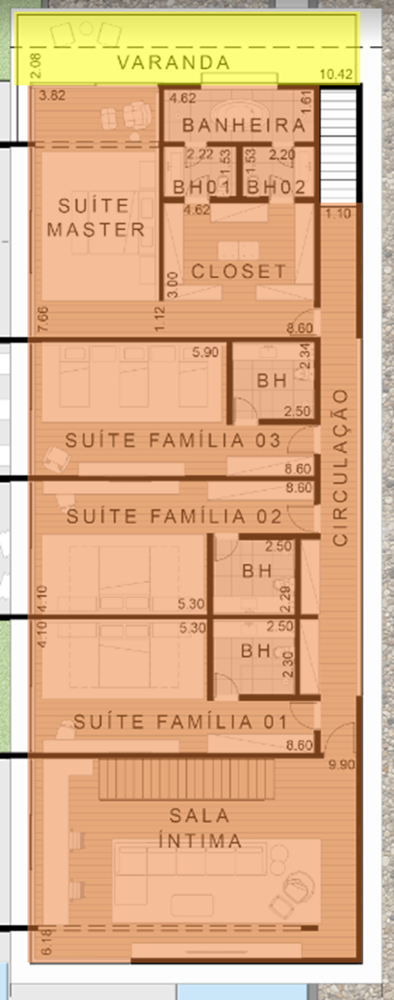 2.08
VARANDA
10.42
3.82
4.62
1.61
BANHEIRA
2.22
1.53
1.53
2.20
BH01
BH02
SUÍTE
MASTER
4.62
1.10
3.00
CLOSET
7.66
1.12
8.60
5.90
2.34
BH
2.50
SUÍTE FAMÍLIA 03
8.60
CIRCULAÇÃO
8.60
SUÍTE FAMÍLIA 02
2.50
BH
2.29
4.10
5.30
4.10
5.30
2.50
BH
2.30
SUÍTE FAMÍLIA 01
8.60
9.90
SALA
ÍNTIMA
6.18